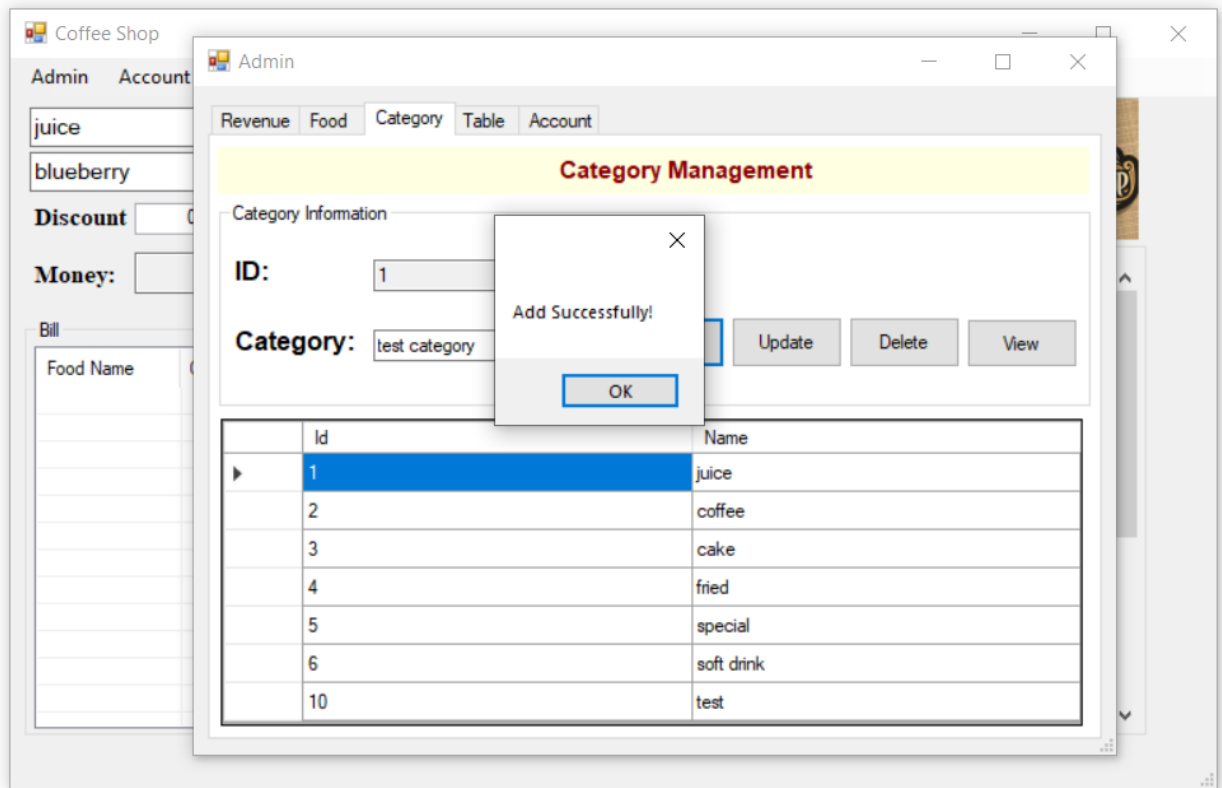 Coffee Shop
Admin Account
juice
blueberry
Discount
Money:
Bill
Food Name
Admin
Revenue Food Category Table Account
Category Management
Category Information
ID: 1
Category: test category
Update Delete View
Add Successfully!
OK
Id Name
1 juice
2 coffee
3 cake
4 fried
5 special
6 soft drink
10 test